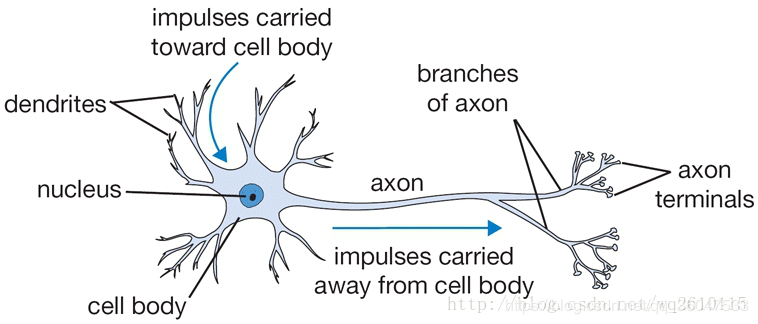 impulses carried
toward cell body
dendrites
nucleus
cell body
axon
impulses carried
away from cell body
branches
of axon
axon
terminals